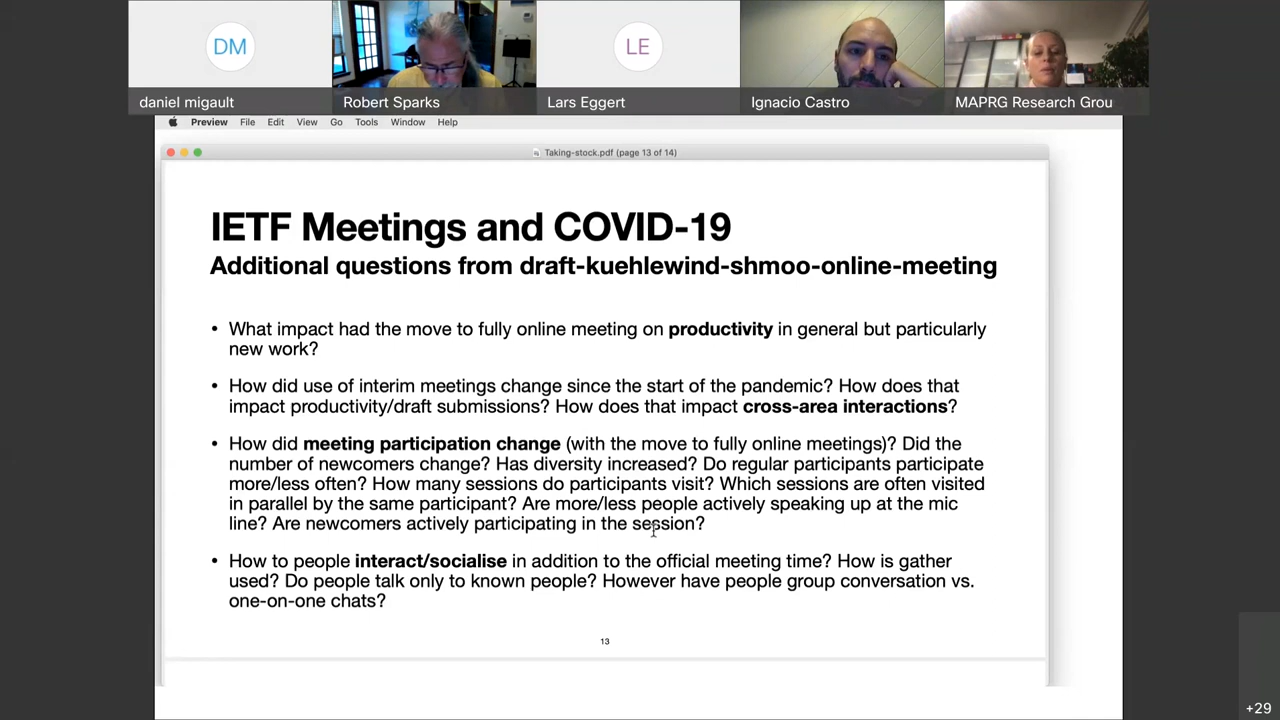 DM
LE
daniel migault
Robert Sparks
Lars Eggert
Ignacio Castro
MAPRG Research Grou
Preview File Edit View Go Tools Window Help
Taking-stock.pdf (page 13 of 14)
IETF Meetings and COVID-19
Additional questions from draft-kuehlewind-shmoo-online-meeting
• What impact had the move to fully online meeting on productivity in general but particularly
new work?
• How did use of interim meetings change since the start of the pandemic? How does that
impact productivity/draft submissions? How does that impact cross-area interactions?
• How did meeting participation change (with the move to fully online meetings)? Did the
number of newcomers change? Has diversity increased? Do regular participants participate
more/less often? How many sessions do participants visit? Which sessions are often visited
in parallel by the same participant? Are more/less people actively speaking up at the mic
line? Are newcomers actively participating in the session?
• How to people interact/socialise in addition to the official meeting time? How is gather
used? Do people talk only to known people? However have people group conversation vs.
one-on-one chats?
13
+29